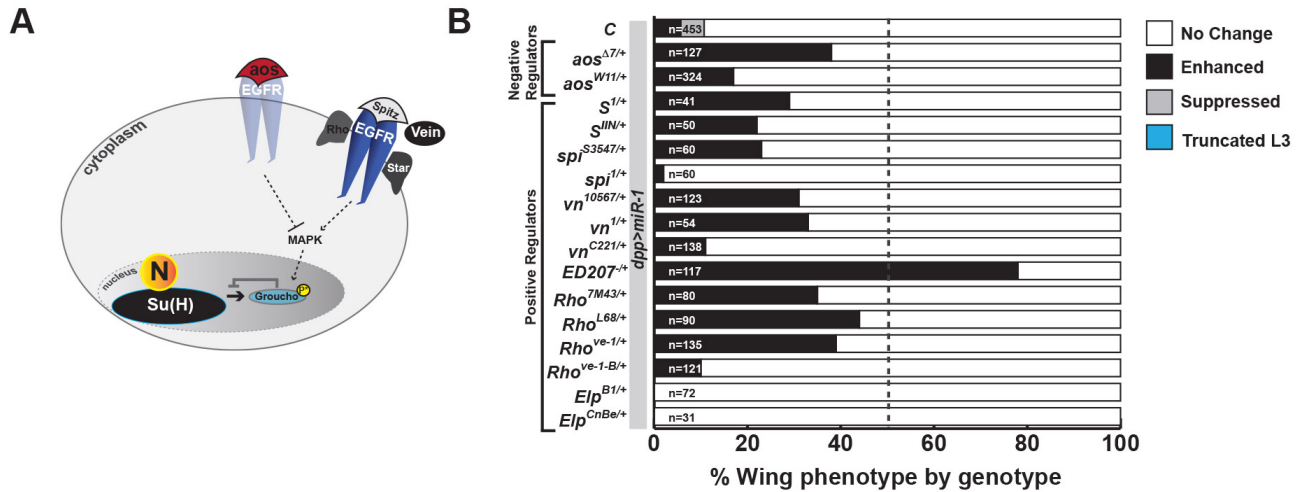 A
aos
EGFR
Spitz
Rho
EGFR
Vein
Star
cytoplasm
MAPK
nucleus
N
Su(H)
Groucho
P+
B
Negative Regulators
Positive Regulators
dpp>miR-1
C n=453
aos^Δ7/+ n=127
aos^W11/+ n=324
S^1/+ n=41
S^IIN/+ n=50
spi^S3547/+ n=60
spi^1/+ n=60
vn^10567/+ n=123
vn^1/+ n=54
vn^C221/+ n=138
ED207^-/+ n=117
Rho^7M43/+ n=80
Rho^L68/+ n=90
Rho^ve-1/+ n=135
Rho^ve-1-B/+ n=121
Elp^B1/+ n=72
Elp^CnBe/+ n=31
0 20 40 60 80 100
% Wing phenotype by genotype
No Change
Enhanced
Suppressed
Truncated L3